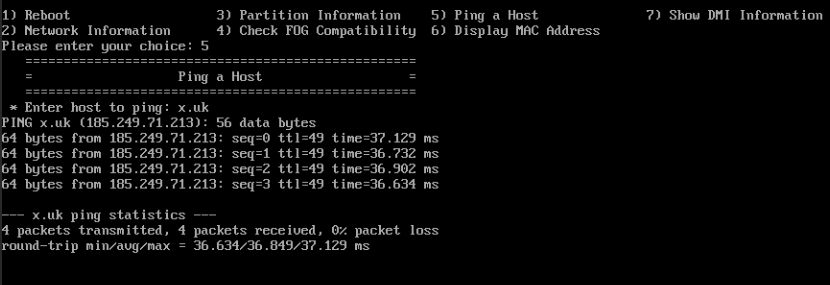 1) Reboot 3) Partition Information 5) Ping a Host 7) Show DMI Information
2) Network Information 4) Check FOG Compatibility 6) Display MAC Address
Please enter your choice: 5
==================================================
= Ping a Host =
==================================================
* Enter host to ping: x.uk
PING x.uk (185.249.71.213): 56 data bytes
64 bytes from 185.249.71.213: seq=0 ttl=49 time=37.129 ms
64 bytes from 185.249.71.213: seq=1 ttl=49 time=36.732 ms
64 bytes from 185.249.71.213: seq=2 ttl=49 time=36.902 ms
64 bytes from 185.249.71.213: seq=3 ttl=49 time=36.634 ms
--- x.uk ping statistics ---
4 packets transmitted, 4 packets received, 0% packet loss
round-trip min/avg/max = 36.634/36.849/37.129 ms